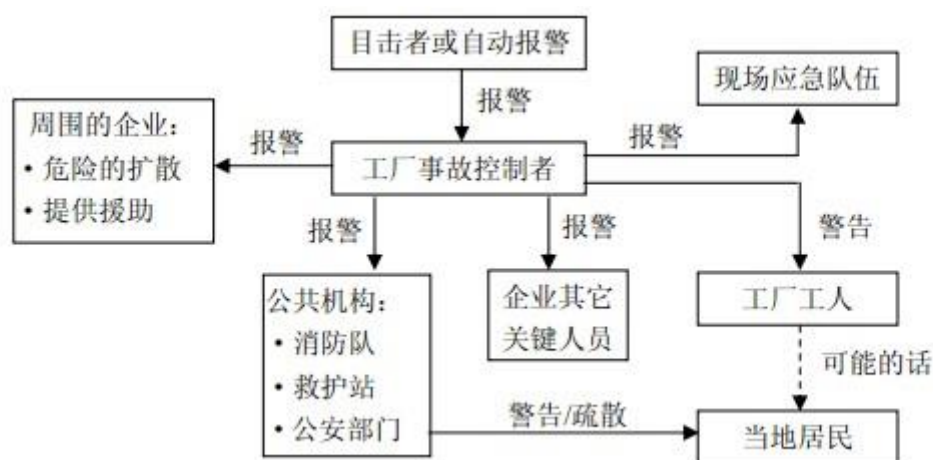 目击者或自动报警
报警
现场应急队伍
周围的企业：
• 危险的扩散
• 提供援助
报警
工厂事故控制者
报警
报警
报警
警告
公共机构：
• 消防队
• 救护站
• 公安部门
企业其它
关键人员
工厂工人
可能的话
警告/疏散
当地居民